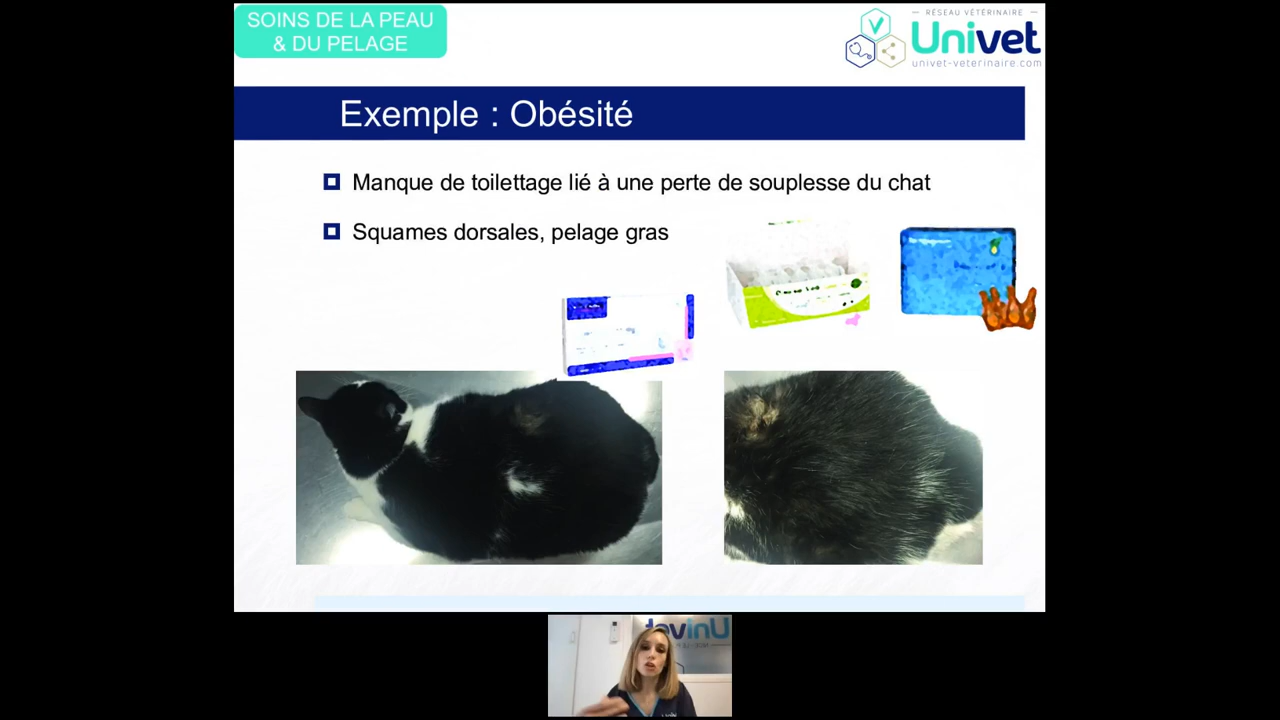 SOINS DE LA PEAU
& DU PELAGE
RÉSEAU VÉTÉRINAIRE
Univet
univet-veterinaire.com
Exemple : Obésité
Manque de toilettage lié à une perte de souplesse du chat
Squames dorsales, pelage gras
Univet